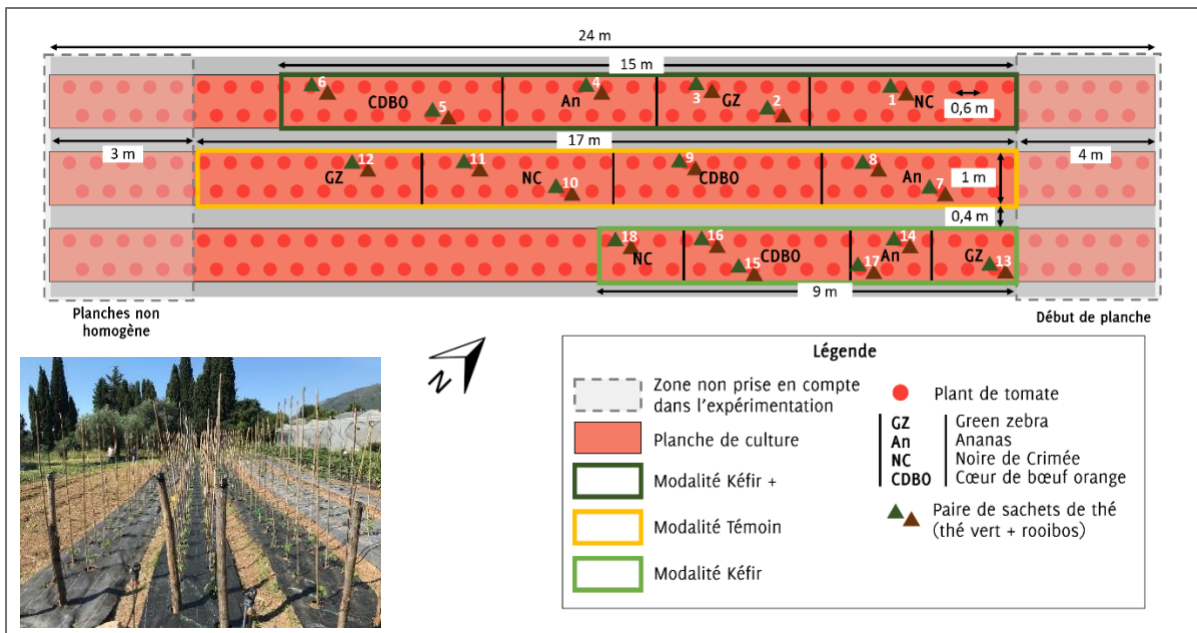 24 m
15 m
6 4 3 1
CDBO An GZ NC
5 2
0,6 m
3 m 17 m 4 m
12 11 9 8
GZ NC CDBO An
10 7
1 m
0,4 m
18 16 14
NC CDBO An GZ
15 17 13
9 m
Planches non
homogène
Début de planche
N
Légende
Zone non prise en compte
dans l'expérimentation
Planche de culture
Modalité Kéfir +
Modalité Témoin
Modalité Kéfir
Plant de tomate
GZ Green zebra
An Ananas
NC Noire de Crimée
CDBO Cœur de bœuf orange
Paire de sachets de thé
(thé vert + rooibos)